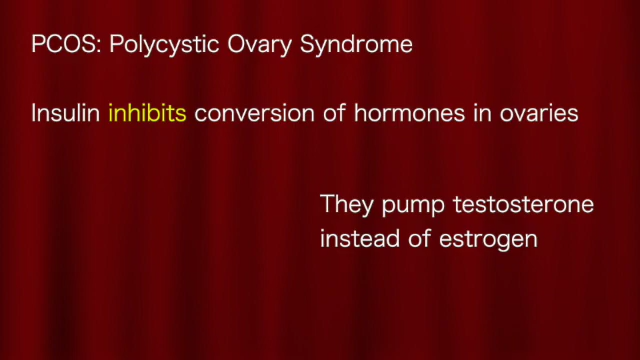 PCOS: Polycystic Ovary Syndrome
Insulin inhibits conversion of hormones in ovaries
They pump testosterone
instead of estrogen